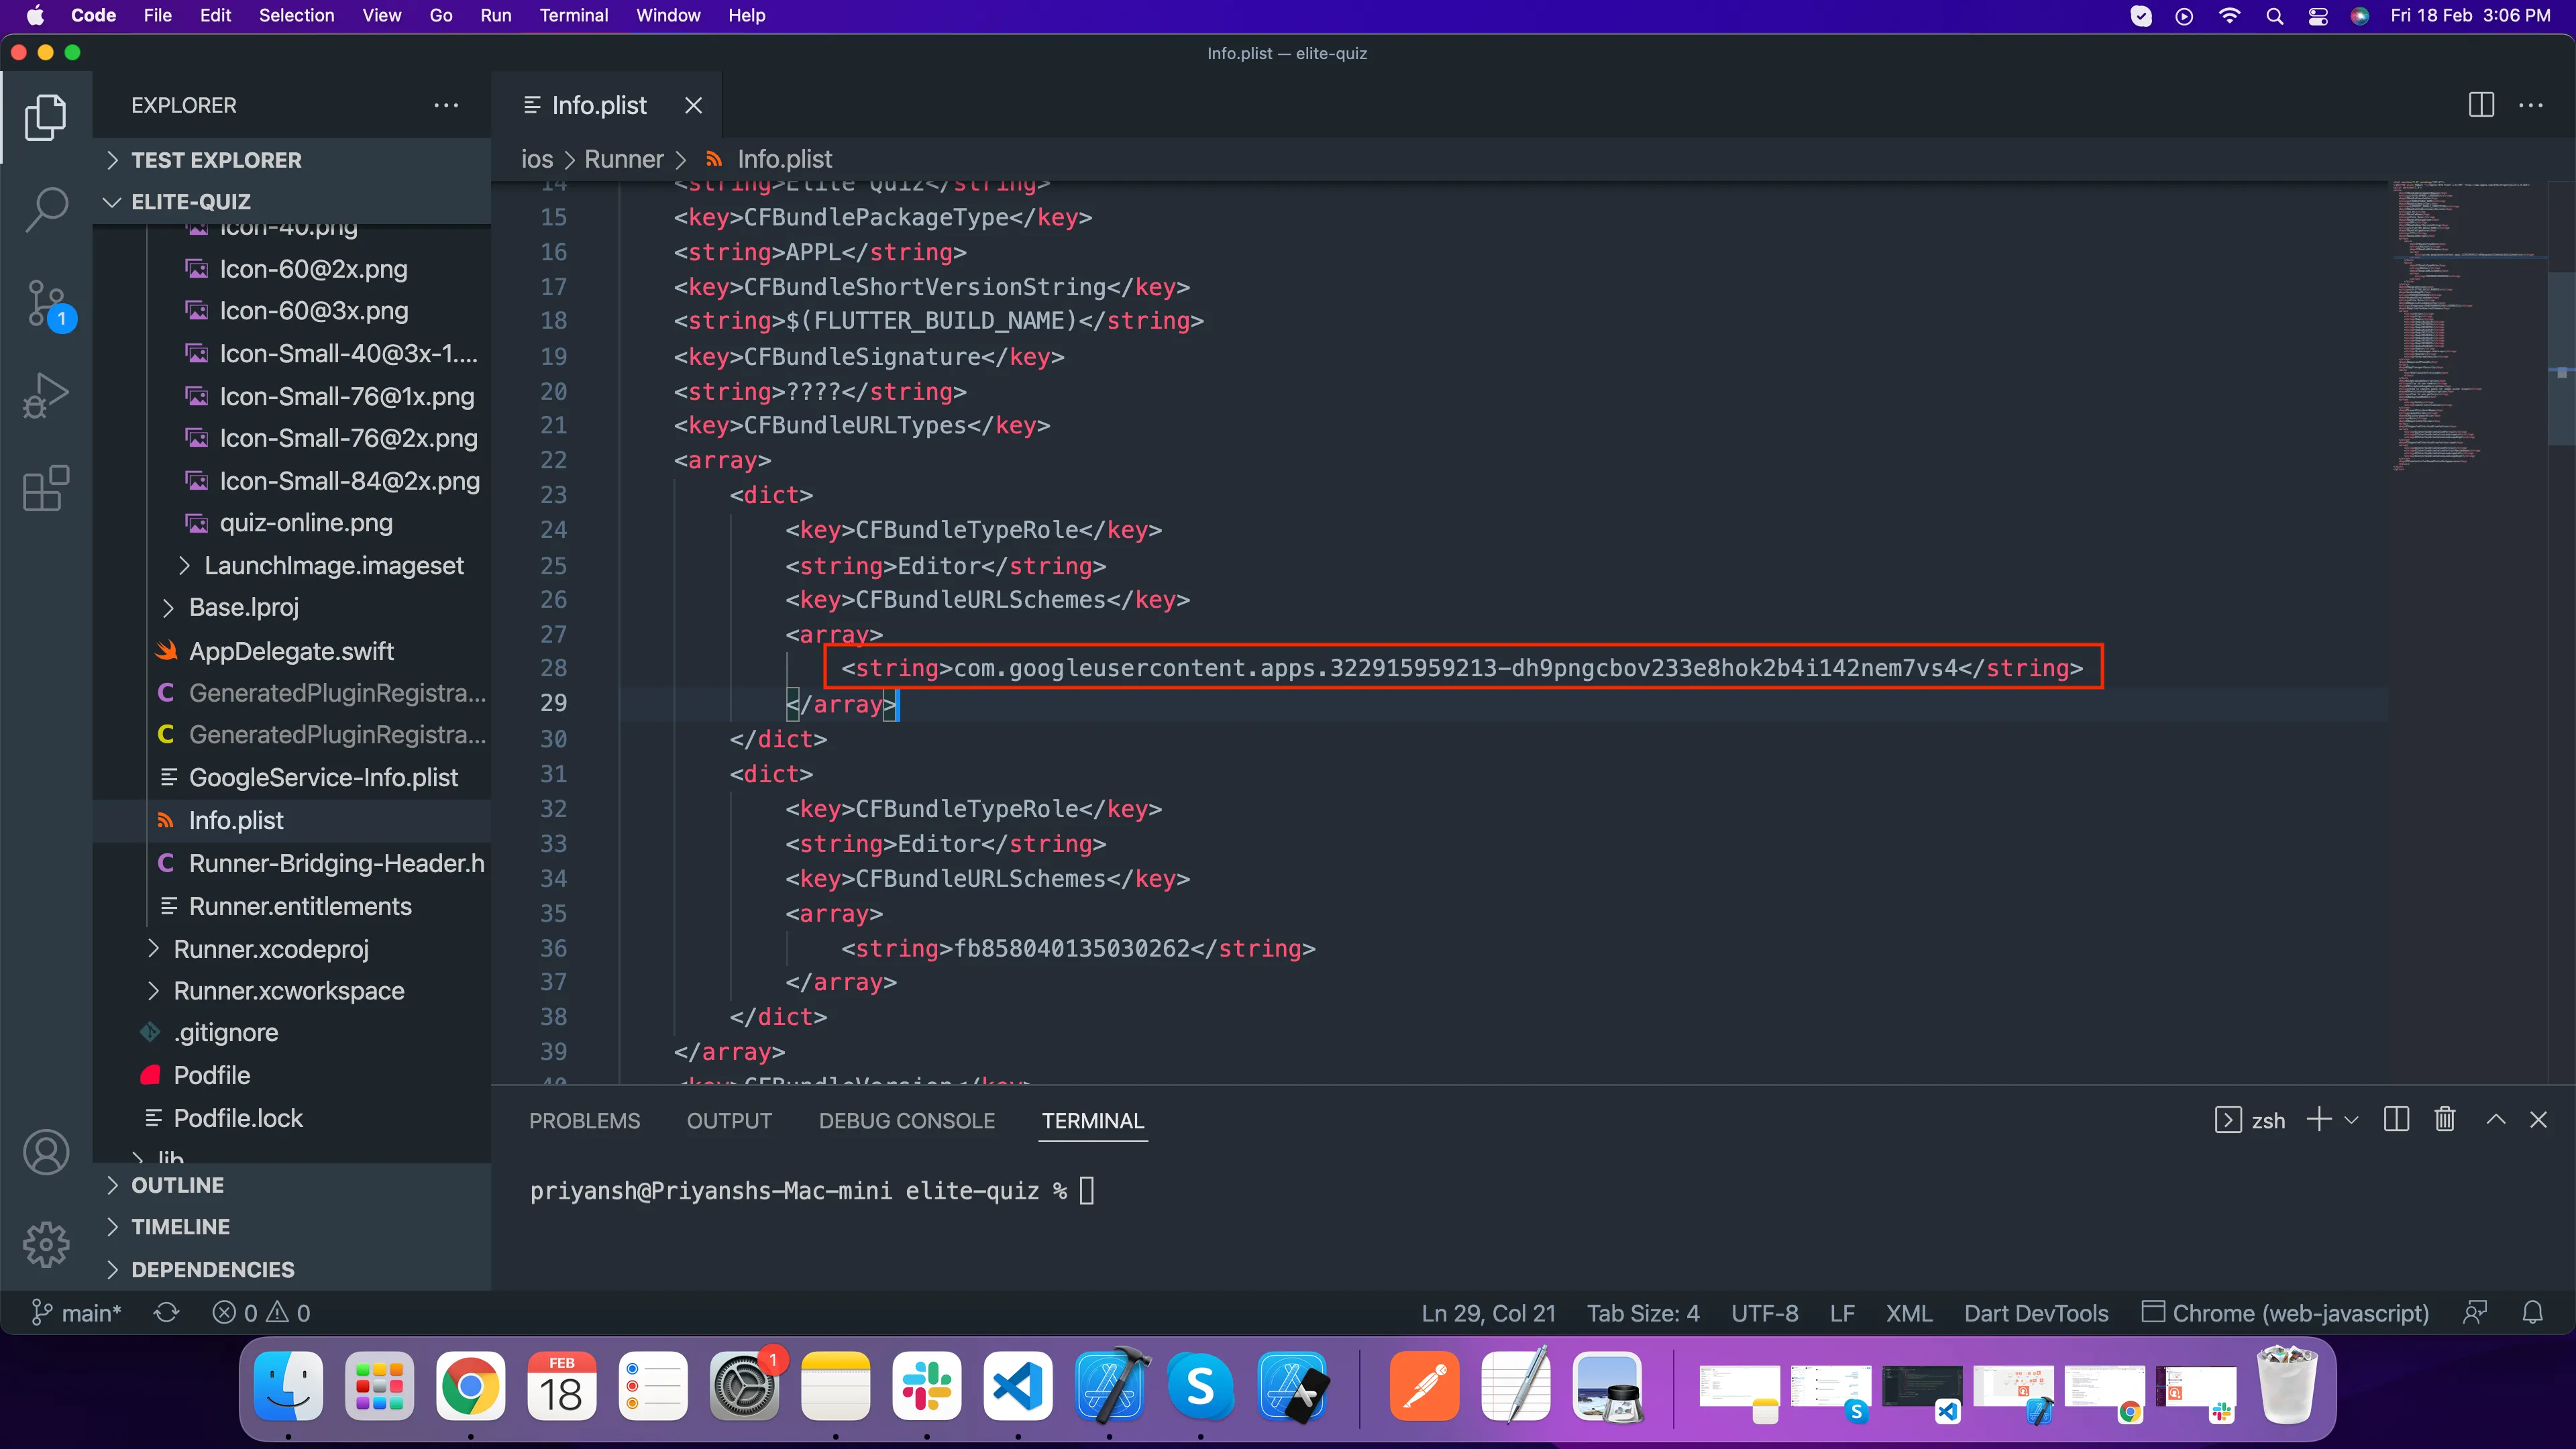 Code File Edit Selection View Go Run Terminal Window Help Fri 18 Feb 3:06 PM
Info.plist — elite-quiz
EXPLORER
TEST EXPLORER
ELITE-QUIZ
Icon-40.png
Icon-60@2x.png
Icon-60@3x.png
Icon-Small-40@3x-1....
Icon-Small-76@1x.png
Icon-Small-76@2x.png
Icon-Small-84@2x.png
quiz-online.png
LaunchImage.imageset
Base.lproj
AppDelegate.swift
C GeneratedPluginRegistra...
C GeneratedPluginRegistra...
GoogleService-Info.plist
Info.plist
C Runner-Bridging-Header.h
Runner.entitlements
Runner.xcodeproj
Runner.xcworkspace
.gitignore
Podfile
Podfile.lock
lib
OUTLINE
TIMELINE
DEPENDENCIES
1
Info.plist
ios > Runner > Info.plist
14 <string>Elite Quiz</string>
15 <key>CFBundlePackageType</key>
16 <string>APPL</string>
17 <key>CFBundleShortVersionString</key>
18 <string>$(FLUTTER_BUILD_NAME)</string>
19 <key>CFBundleSignature</key>
20 <string>????</string>
21 <key>CFBundleURLTypes</key>
22 <array>
23 <dict>
24 <key>CFBundleTypeRole</key>
25 <string>Editor</string>
26 <key>CFBundleURLSchemes</key>
27 <array>
28 <string>com.googleusercontent.apps.322915959213-dh9pngcbov233e8hok2b4i142nem7vs4</string>
29 </array>
30 </dict>
31 <dict>
32 <key>CFBundleTypeRole</key>
33 <string>Editor</string>
34 <key>CFBundleURLSchemes</key>
35 <array>
36 <string>fb858040135030262</string>
37 </array>
38 </dict>
39 </array>
40 <key>CFBundleVersion</key>
PROBLEMS OUTPUT DEBUG CONSOLE TERMINAL zsh
priyansh@Priyanshs-Mac-mini elite-quiz %
main* 0 0 Ln 29, Col 21 Tab Size: 4 UTF-8 LF XML Dart DevTools Chrome (web-javascript)
FEB
18
1